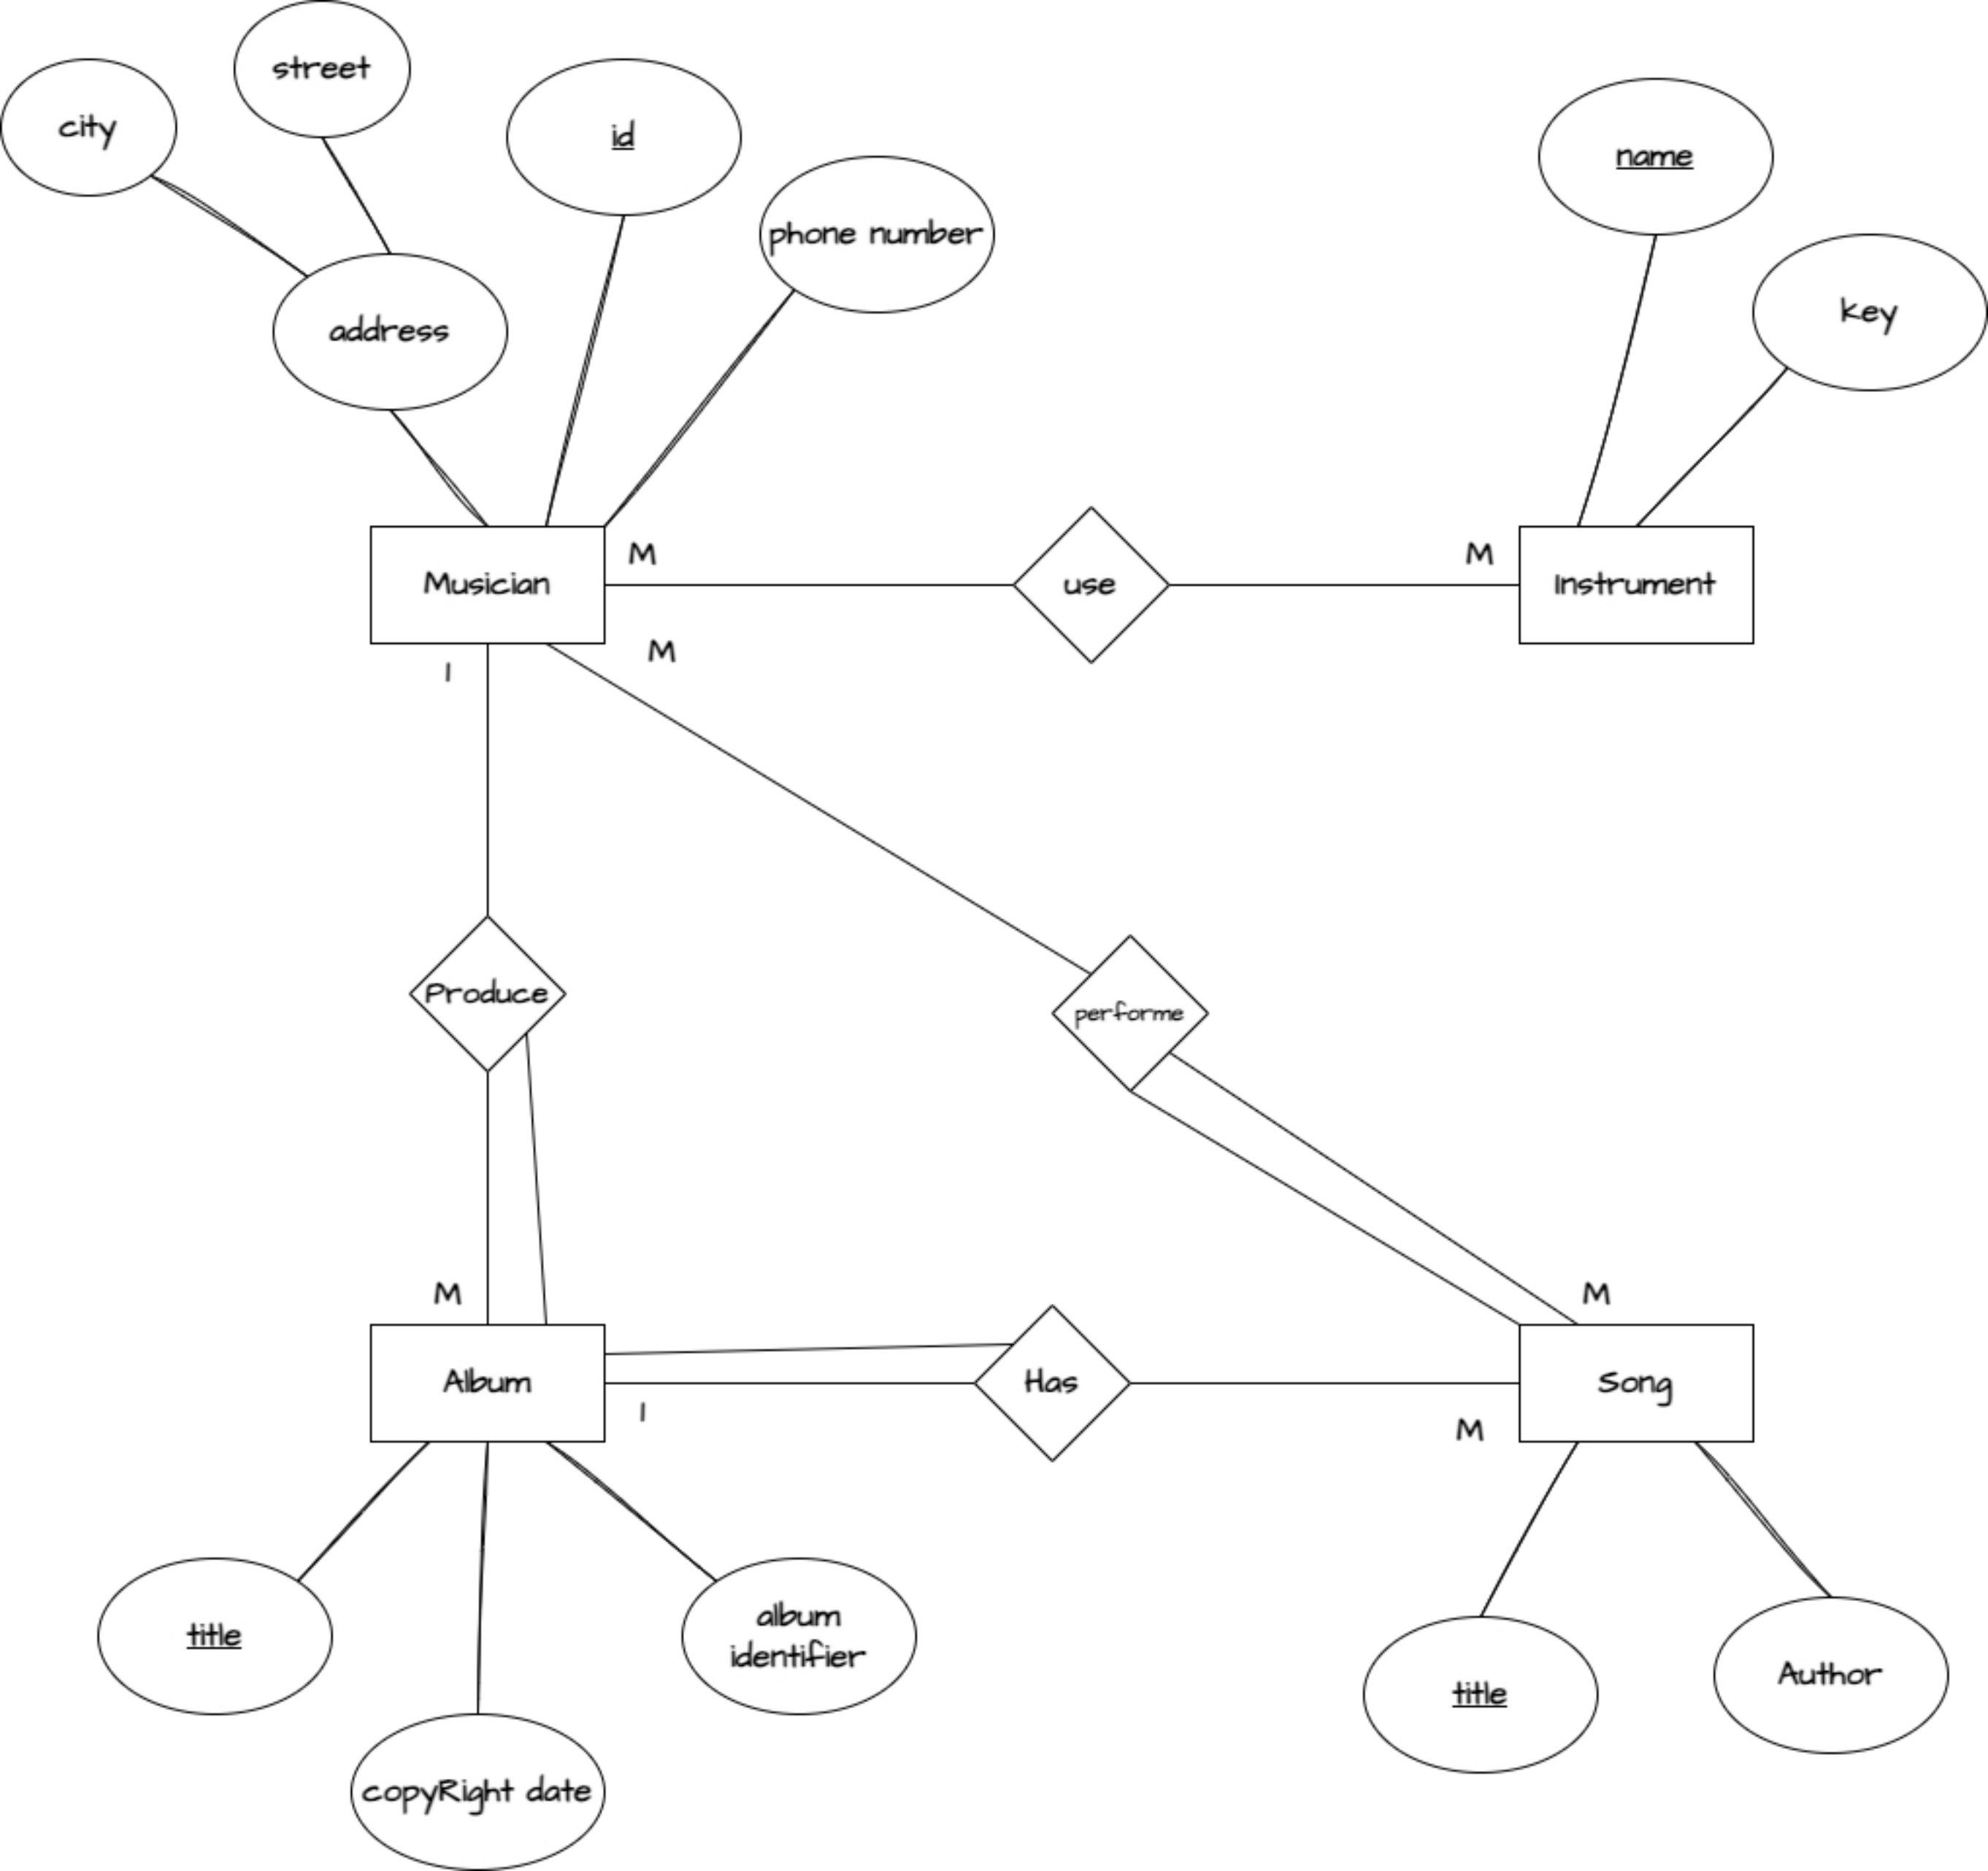 street
city
id
name
phone number
key
address
M
M
Musician
use
Instrument
M
1
Produce
performe
M
M
Album
Has
Song
1
M
album
identifier
title
Author
title
copyRight date